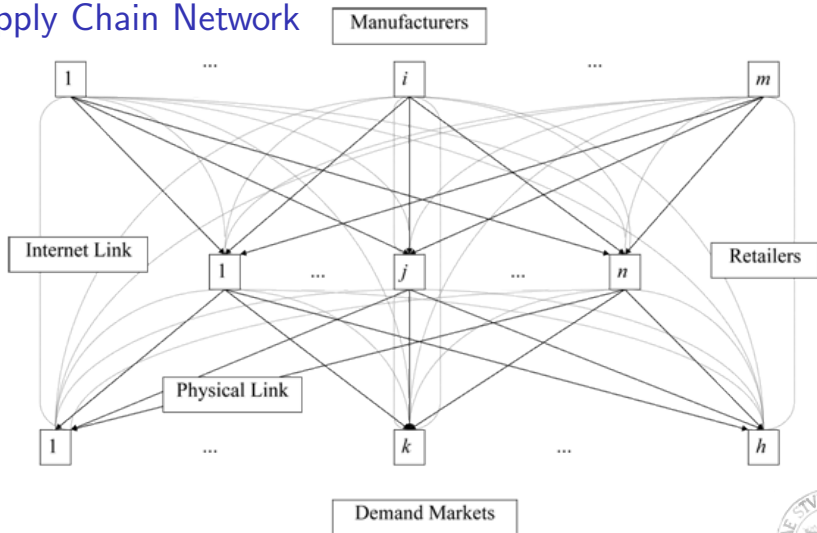 pply Chain Network
Manufacturers
...
...
1
i
m
Internet Link
Retailers
1
...
j
...
n
Physical Link
1
...
k
...
h
Demand Markets